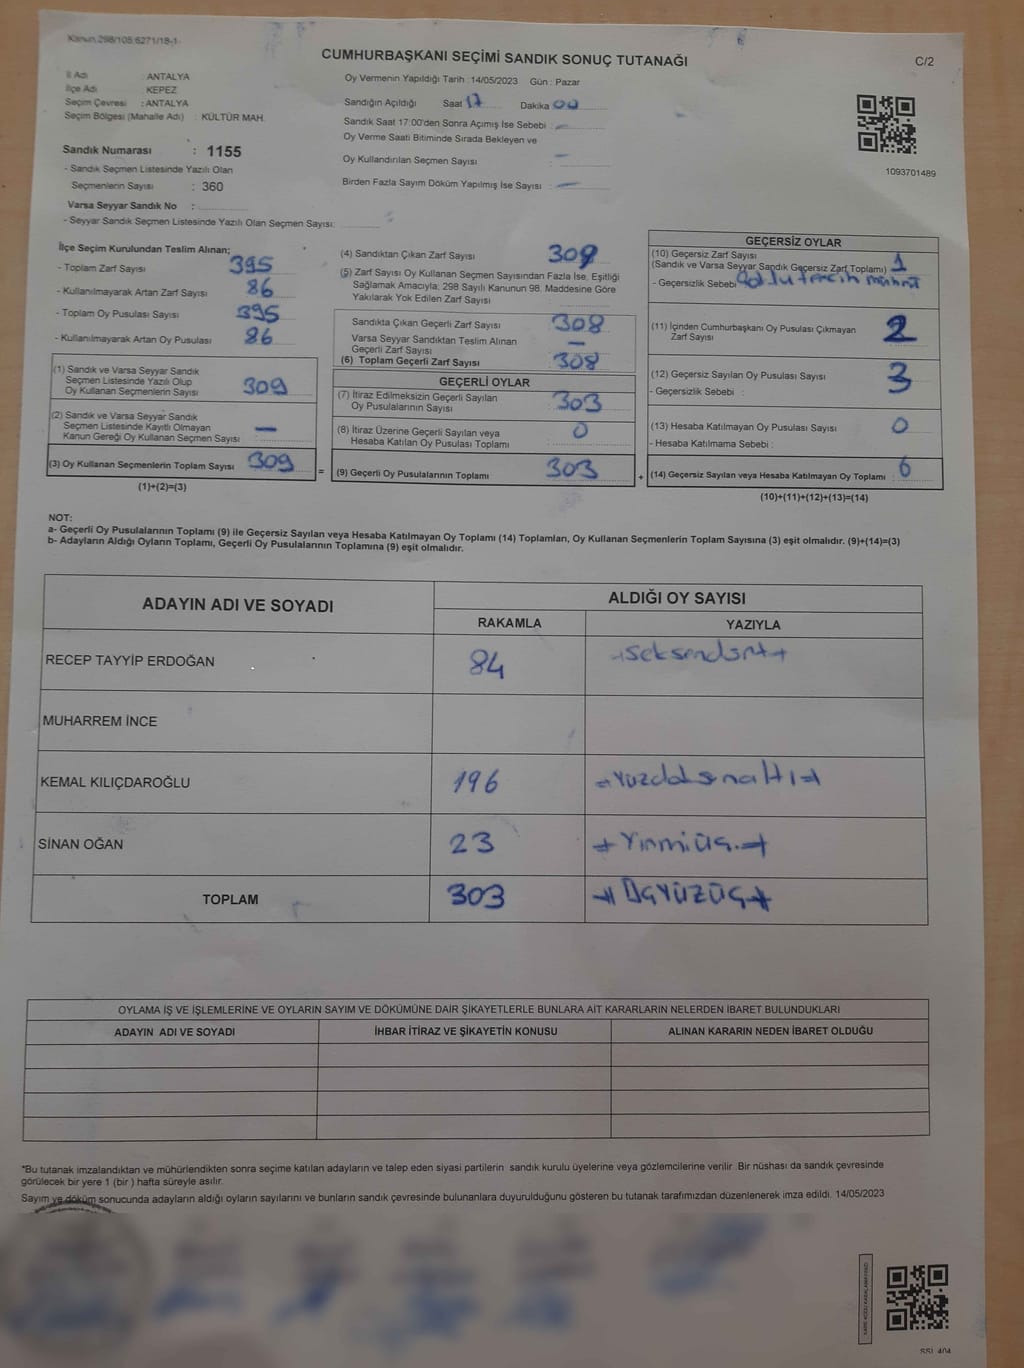 Kanun.298/105.6271/18-1
CUMHURBAŞKANI SEÇİMİ SANDIK SONUÇ TUTANAĞI
C/2
İl Adı : ANTALYA
İlçe Adı : KEPEZ
Seçim Çevresi : ANTALYA
Seçim Bölgesi (Mahalle Adı) : KÜLTÜR MAH.
Sandık Numarası : 1155
- Sandık Seçmen Listesinde Yazılı Olan
Seçmenlerin Sayısı : 360
Varsa Seyyar Sandık No :
- Seyyar Sandık Seçmen Listesinde Yazılı Olan Seçmen Sayısı:
Oy Vermenin Yapıldığı Tarih : 14/05/2023 Gün : Pazar
Sandığın Açıldığı Saat 17 Dakika 00
Sandık Saat 17:00'den Sonra Açımış İse Sebebi : —
Oy Verme Saati Bitiminde Sırada Bekleyen ve
Oy Kullandırılan Seçmen Sayısı : —
Birden Fazla Sayım Döküm Yapılmış İse Sayısı : —
1093701489
İlçe Seçim Kurulundan Teslim Alınan;
- Toplam Zarf Sayısı 395
- Kullanılmayarak Artan Zarf Sayısı 86
- Toplam Oy Pusulası Sayısı 395
- Kullanılmayarak Artan Oy Pusulası 86
(1) Sandık ve Varsa Seyyar Sandık
Seçmen Listesinde Yazılı Olup
Oy Kullanan Seçmenlerin Sayısı 309
(2) Sandık ve Varsa Seyyar Sandık
Seçmen Listesinde Kayıtlı Olmayan
Kanun Gereği Oy Kullanan Seçmen Sayısı —
(3) Oy Kullanan Seçmenlerin Toplam Sayısı 309
(1)+(2)=(3)
=
(4) Sandıktan Çıkan Zarf Sayısı 309
(5) Zarf Sayısı Oy Kullanan Seçmen Sayısından Fazla İse, Eşitliği
Sağlamak Amacıyla, 298 Sayılı Kanunun 98. Maddesine Göre
Yakılarak Yok Edilen Zarf Sayısı
Sandıkta Çıkan Geçerli Zarf Sayısı 308
Varsa Seyyar Sandıktan Teslim Alınan
Geçerli Zarf Sayısı —
(6) Toplam Geçerli Zarf Sayısı 308
GEÇERLİ OYLAR
(7) İtiraz Edilmeksizin Geçerli Sayılan
Oy Pusulalarının Sayısı 303
(8) İtiraz Üzerine Geçerli Sayılan veya
Hesaba Katılan Oy Pusulası Toplamı 0
(9) Geçerli Oy Pusulalarının Toplamı 303
+
GEÇERSİZ OYLAR
(10) Geçersiz Zarf Sayısı
(Sandık ve Varsa Seyyar Sandık Geçersiz Zarf Toplamı) 1
- Geçersizlik Sebebi
(11) İçinden Cumhurbaşkanı Oy Pusulası Çıkmayan
Zarf Sayısı 2
(12) Geçersiz Sayılan Oy Pusulası Sayısı 3
- Geçersizlik Sebebi :
(13) Hesaba Katılmayan Oy Pusulası Sayısı 0
- Hesaba Katılmama Sebebi :
(14) Geçersiz Sayılan veya Hesaba Katılmayan Oy Toplamı : 6
(10)+(11)+(12)+(13)=(14)
NOT:
a- Geçerli Oy Pusulalarının Toplamı (9) ile Geçersiz Sayılan veya Hesaba Katılmayan Oy Toplamı (14) Toplamları, Oy Kullanan Seçmenlerin Toplam Sayısına (3) eşit olmalıdır. (9)+(14)=(3)
b- Adayların Aldığı Oyların Toplamı, Geçerli Oy Pusulalarının Toplamına (9) eşit olmalıdır.
ADAYIN ADI VE SOYADI
ALDIĞI OY SAYISI
RAKAMLA YAZIYLA
RECEP TAYYİP ERDOĞAN 84 seksendört
MUHARREM İNCE
KEMAL KILIÇDAROĞLU 196 Yüzdoksanaltı
SİNAN OĞAN 23 Yirmiüç
TOPLAM 303 Üçyüzüç
OYLAMA İŞ VE İŞLEMLERİNE VE OYLARIN SAYIM VE DÖKÜMÜNE DAİR ŞİKAYETLERLE BUNLARA AİT KARARLARIN NELERDEN İBARET BULUNDUKLARI
ADAYIN ADI VE SOYADI İHBAR İTİRAZ VE ŞİKAYETİN KONUSU ALINAN KARARIN NEDEN İBARET OLDUĞU
*Bu tutanak imzalandıktan ve mühürlendikten sonra seçime katılan adayların ve talep eden siyasi partilerin sandık kurulu üyelerine veya gözlemcilerine verilir .Bir nüshası da sandık çevresinde
görülecek bir yere 1 (bir ) hafta süreyle asılır.
Sayım ve döküm sonucunda adayların aldığı oyların sayılarını ve bunların sandık çevresinde bulunanlara duyurulduğunu gösteren bu tutanak tarafımızdan düzenlenerek imza edildi. 14/05/2023